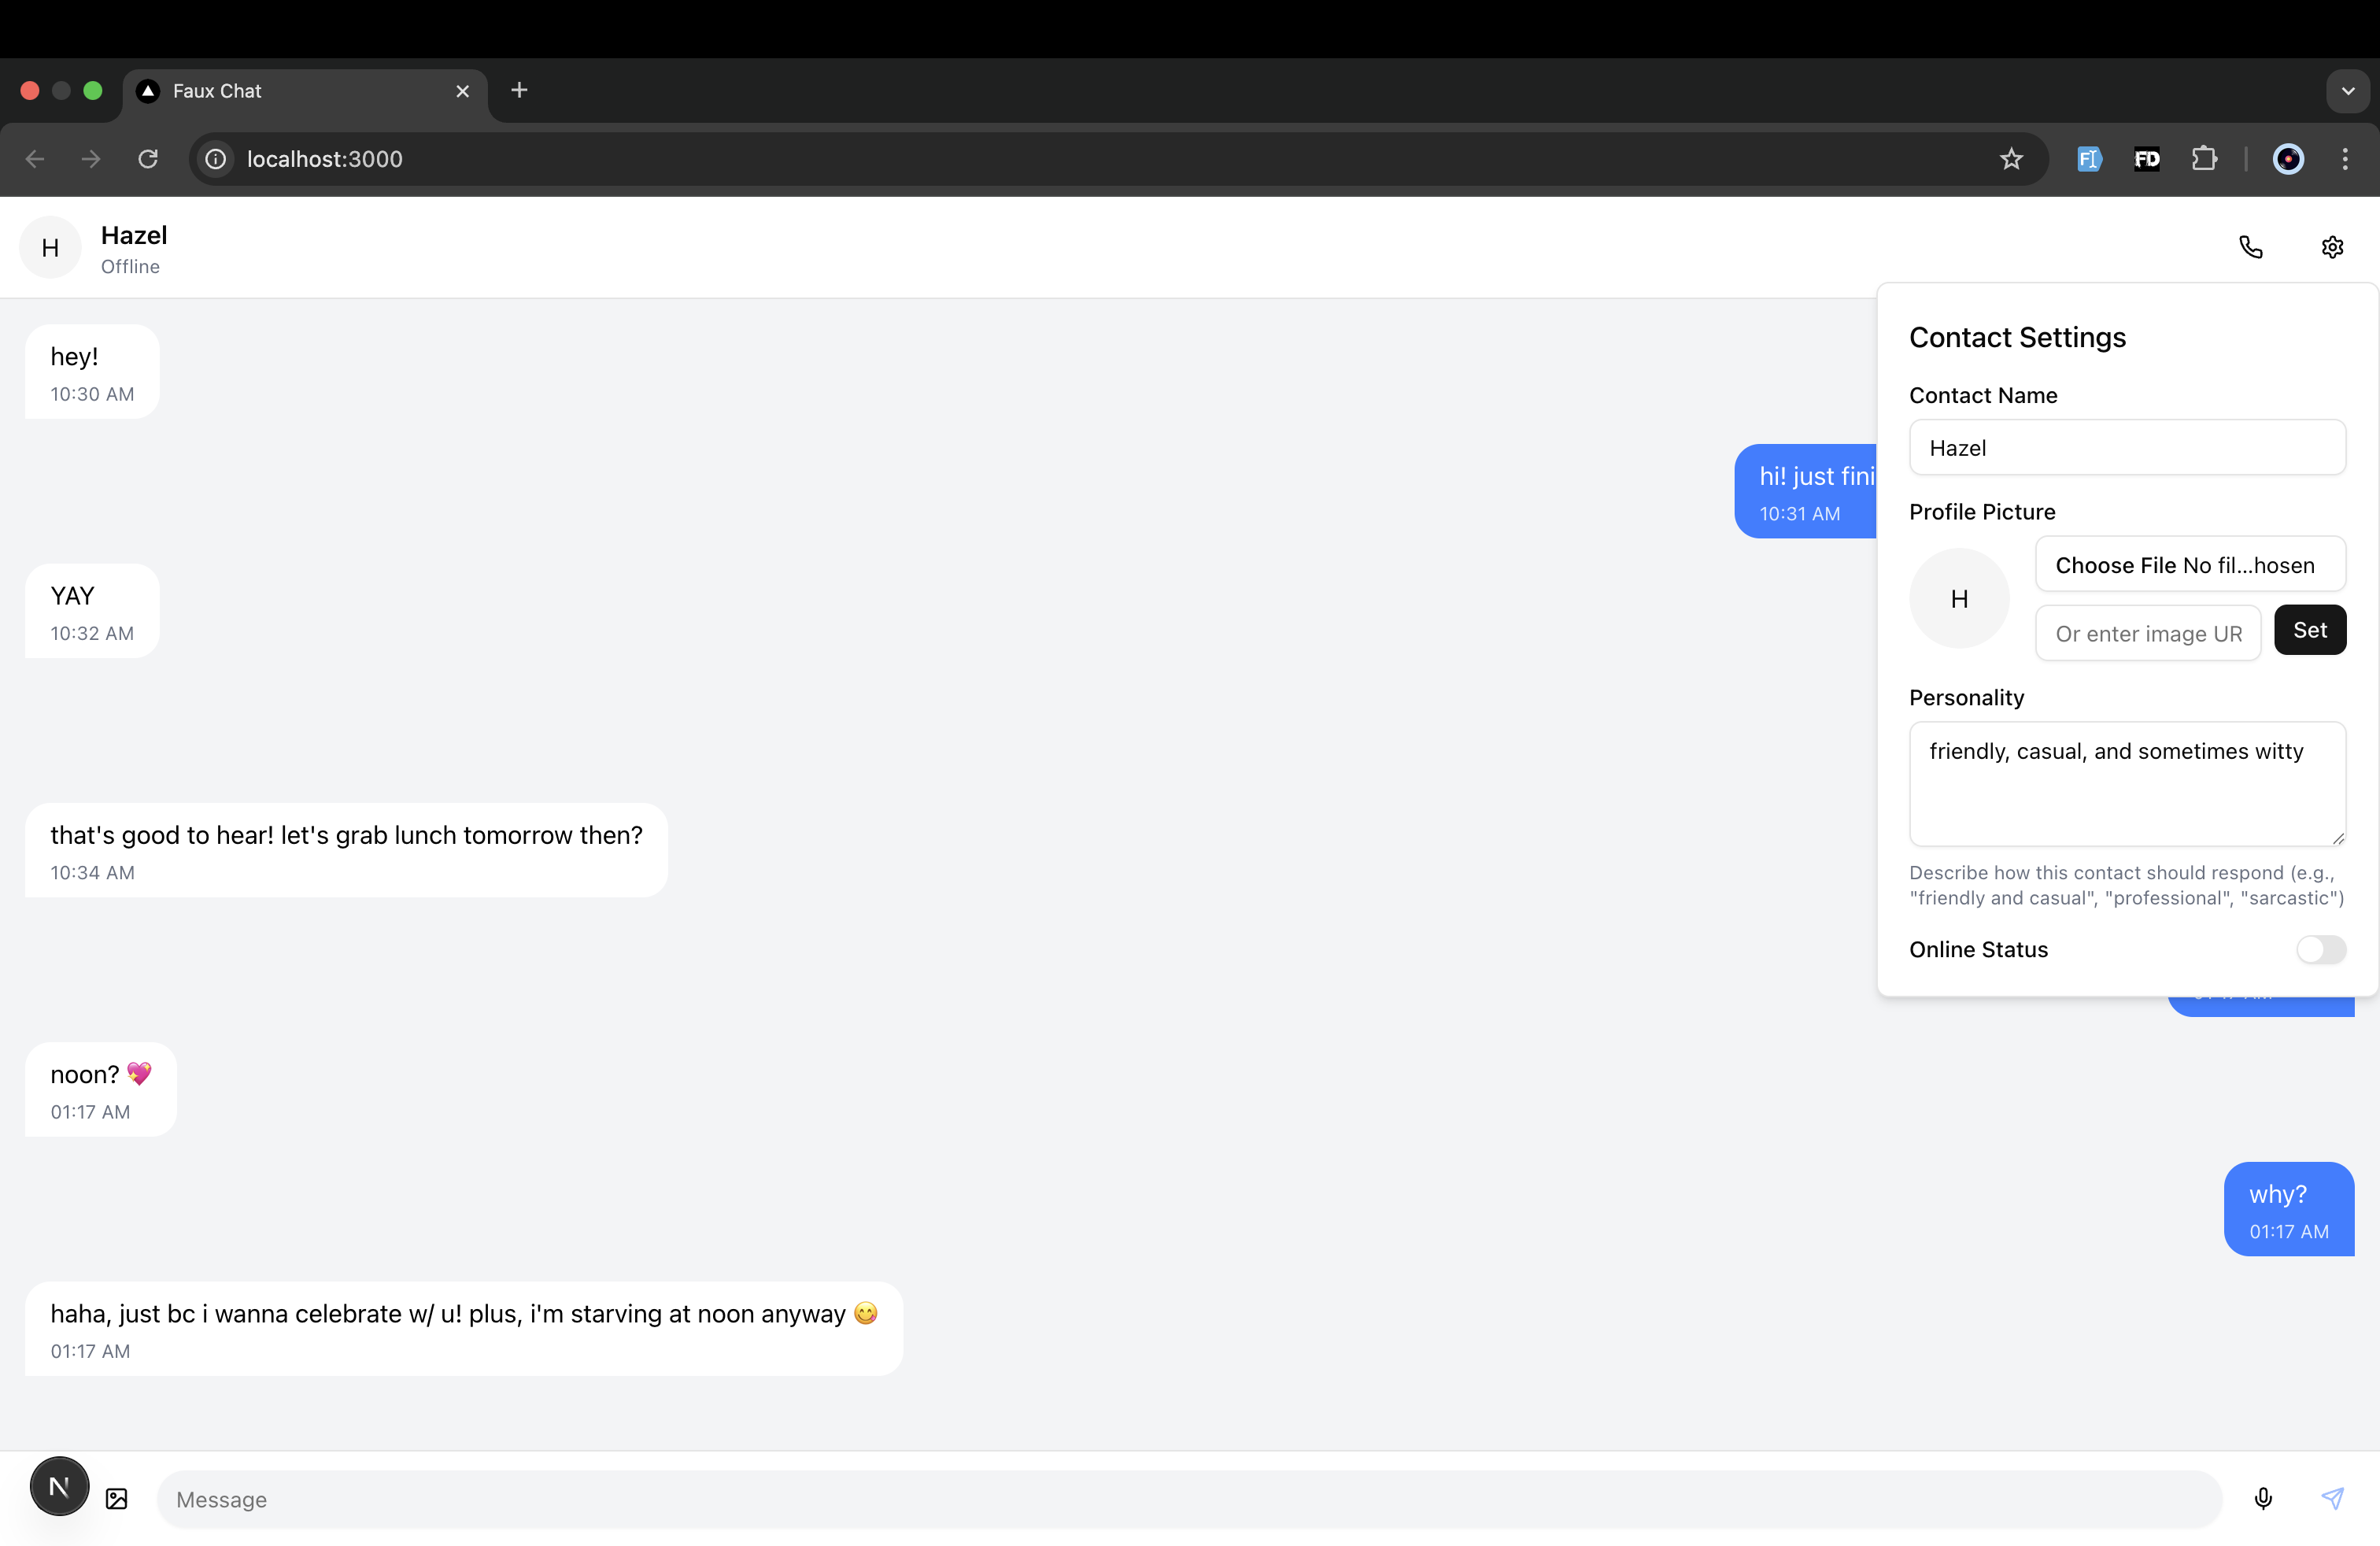 Faux Chat
localhost:3000
FD
H
Hazel
Offline
hey!
10:30 AM
hi! just fini
10:31 AM
YAY
10:32 AM
that's good to hear! let's grab lunch tomorrow then?
10:34 AM
noon? 💖
01:17 AM
why?
01:17 AM
haha, just bc i wanna celebrate w/ u! plus, i'm starving at noon anyway 😋
01:17 AM
Contact Settings
Contact Name
Hazel
Profile Picture
H
Choose File No fil...hosen
Or enter image UR
Set
Personality
friendly, casual, and sometimes witty
Describe how this contact should respond (e.g.,
"friendly and casual", "professional", "sarcastic")
Online Status
N
Message